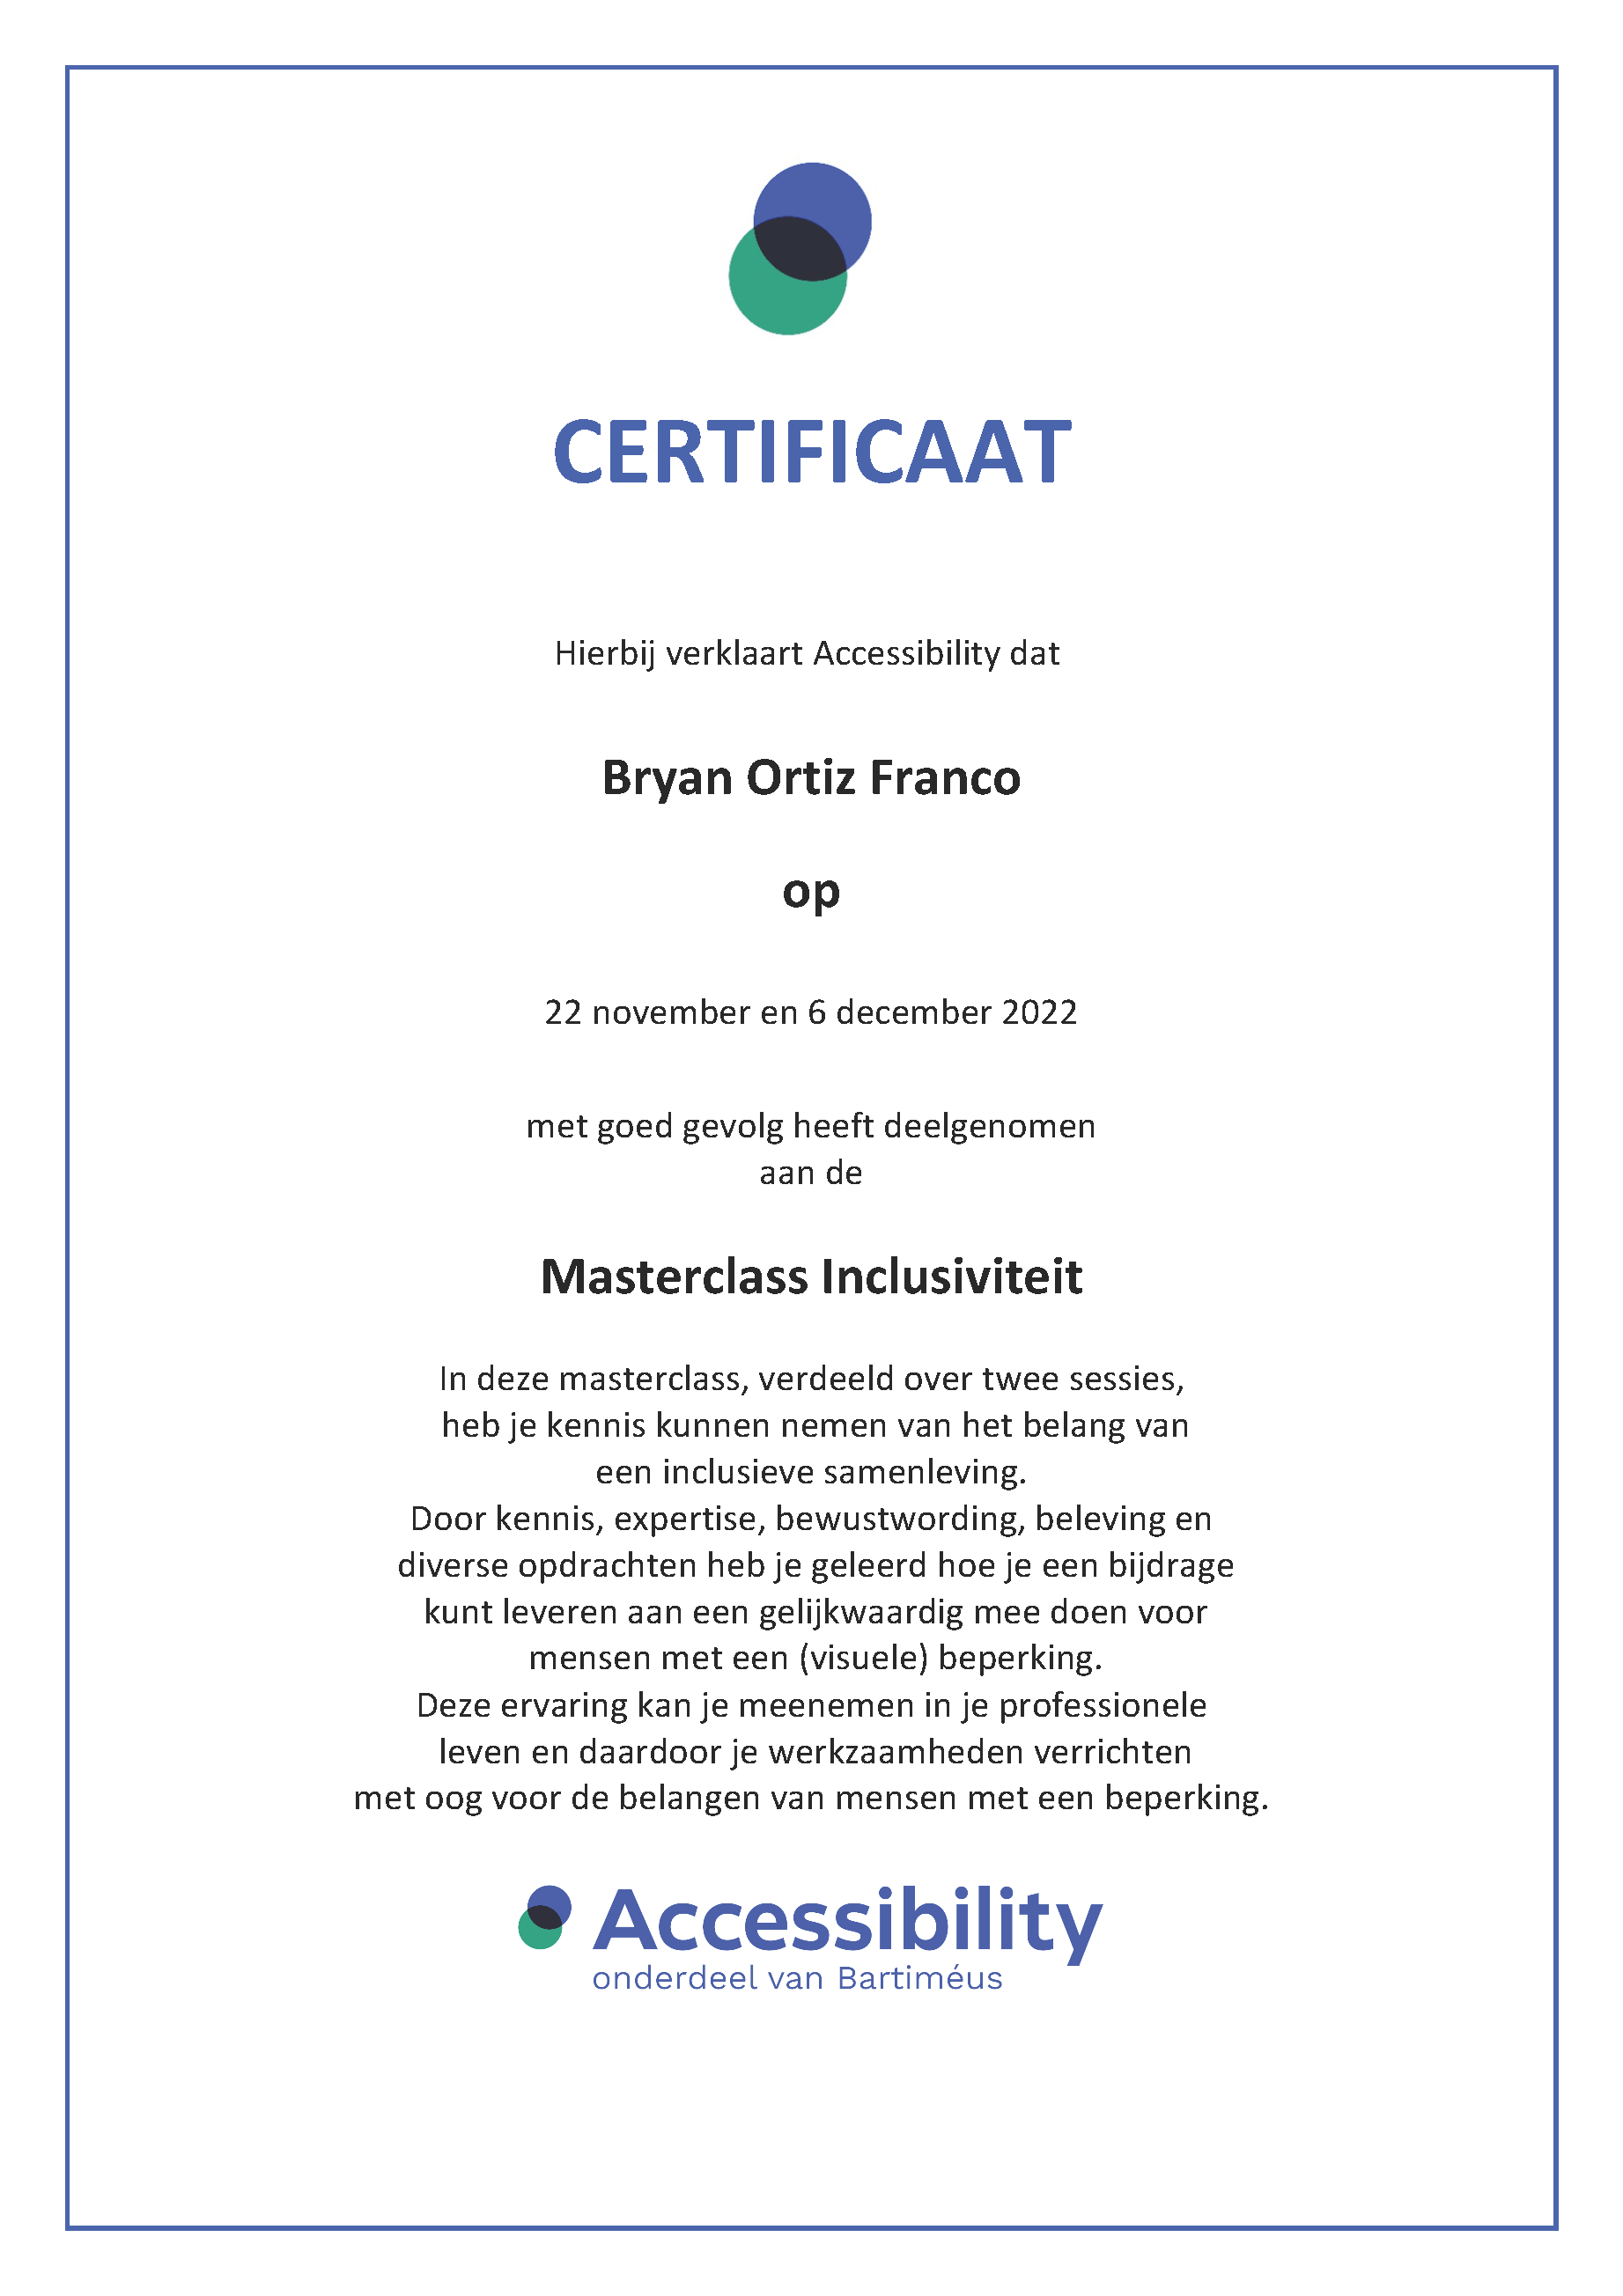 CERTIFICAAT
Hierbij verklaart Accessibility dat
Bryan Ortiz Franco
op
22 november en 6 december 2022
met goed gevolg heeft deelgenomen
aan de
Masterclass Inclusiviteit
In deze masterclass, verdeeld over twee sessies,
heb je kennis kunnen nemen van het belang van
een inclusieve samenleving.
Door kennis, expertise, bewustwording, beleving en
diverse opdrachten heb je geleerd hoe je een bijdrage
kunt leveren aan een gelijkwaardig mee doen voor
mensen met een (visuele) beperking.
Deze ervaring kan je meenemen in je professionele
leven en daardoor je werkzaamheden verrichten
met oog voor de belangen van mensen met een beperking.
Accessibility
onderdeel van Bartiméus